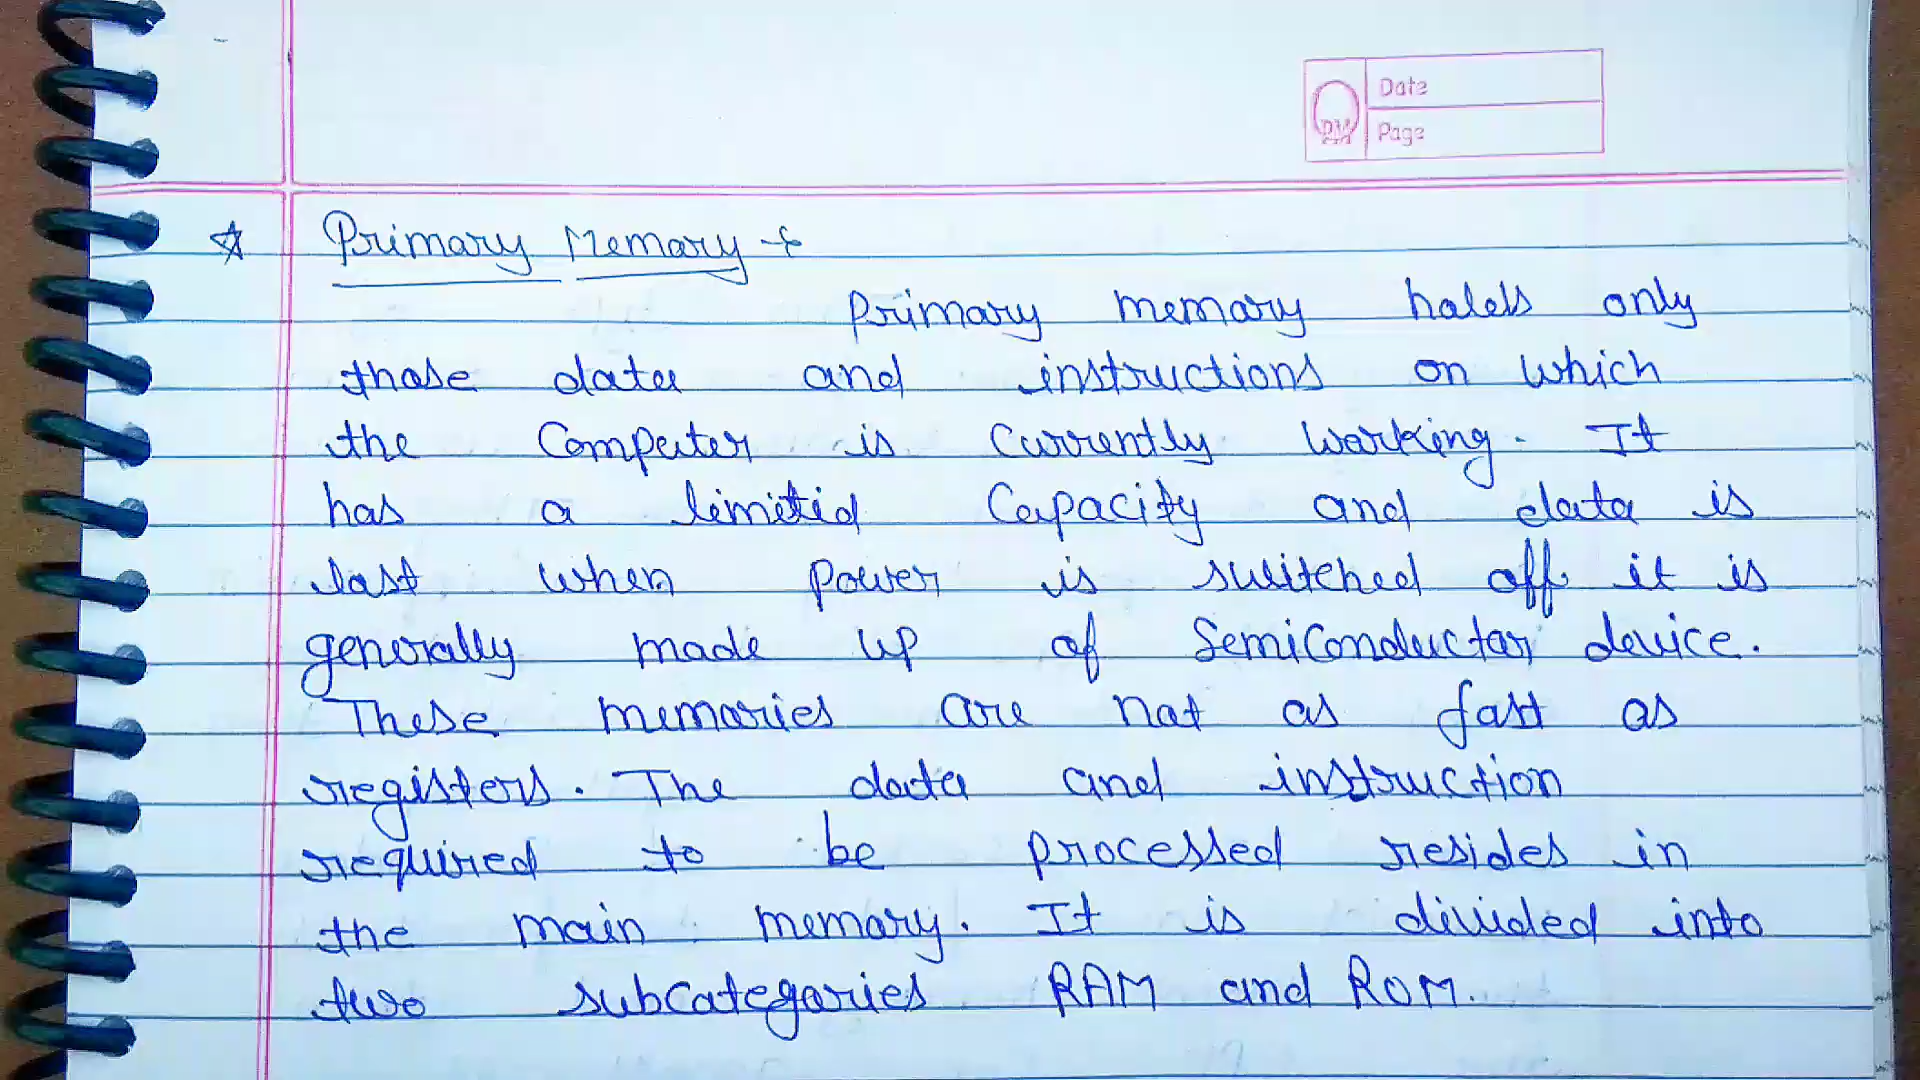 Date
Page
☆ Primary Memory :-
Primary memory holds only
those data and instructions on which
the Computer is Currently Working. It
has a limitid Capacity and data is
lost when power is switched off it is
generally made up of SemiConductor device.
These memories are not as fast as
registers. The data and instruction
required to be processed resides in
the main memory. It is divided into
two subcategories RAM and ROM.